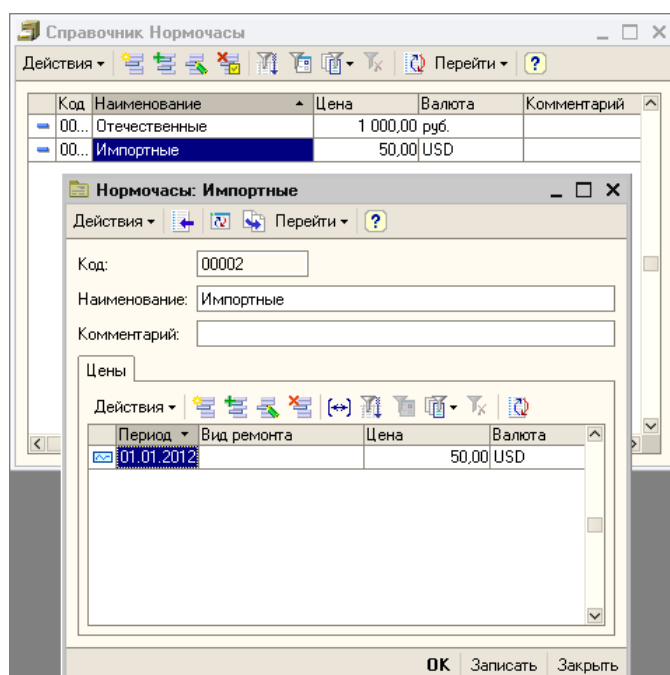 Справочник Нормочасы
Действия Перейти ?
Код Наименование Цена Валюта Комментарий
00... Отечественные 1 000,00 руб.
00... Импортные 50,00 USD
Нормочасы: Импортные
Действия Перейти ?
Код: 00002
Наименование: Импортные
Комментарий:
Цены
Действия
Период Вид ремонта Цена Валюта
01.01.2012 50,00 USD
OK Записать Закрыть